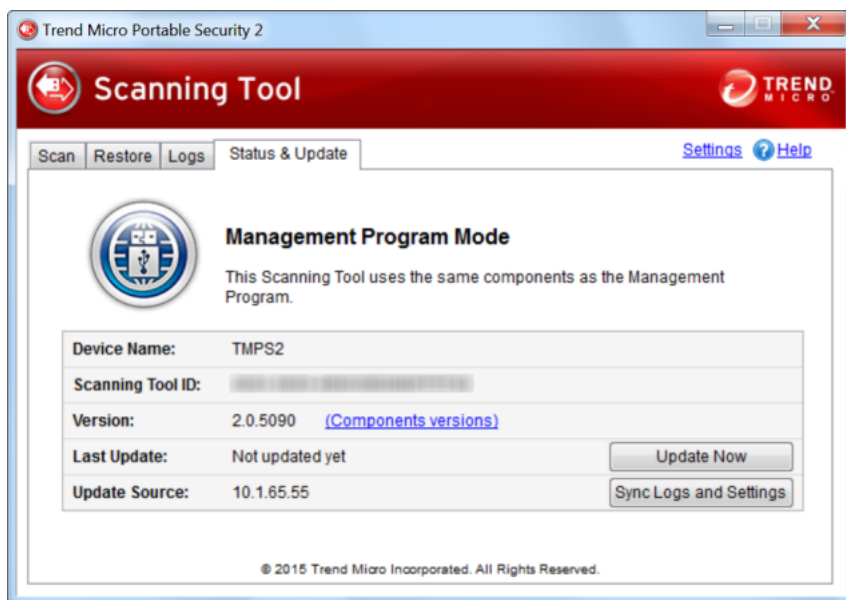 Trend Micro Portable Security 2
Scanning Tool
TREND
MICRO
Scan Restore Logs Status & Update Settings Help
Management Program Mode
This Scanning Tool uses the same components as the Management
Program.
Device Name: TMPS2
Scanning Tool ID:
Version: 2.0.5090 (Components versions)
Last Update: Not updated yet Update Now
Update Source: 10.1.65.55 Sync Logs and Settings
© 2015 Trend Micro Incorporated. All Rights Reserved.